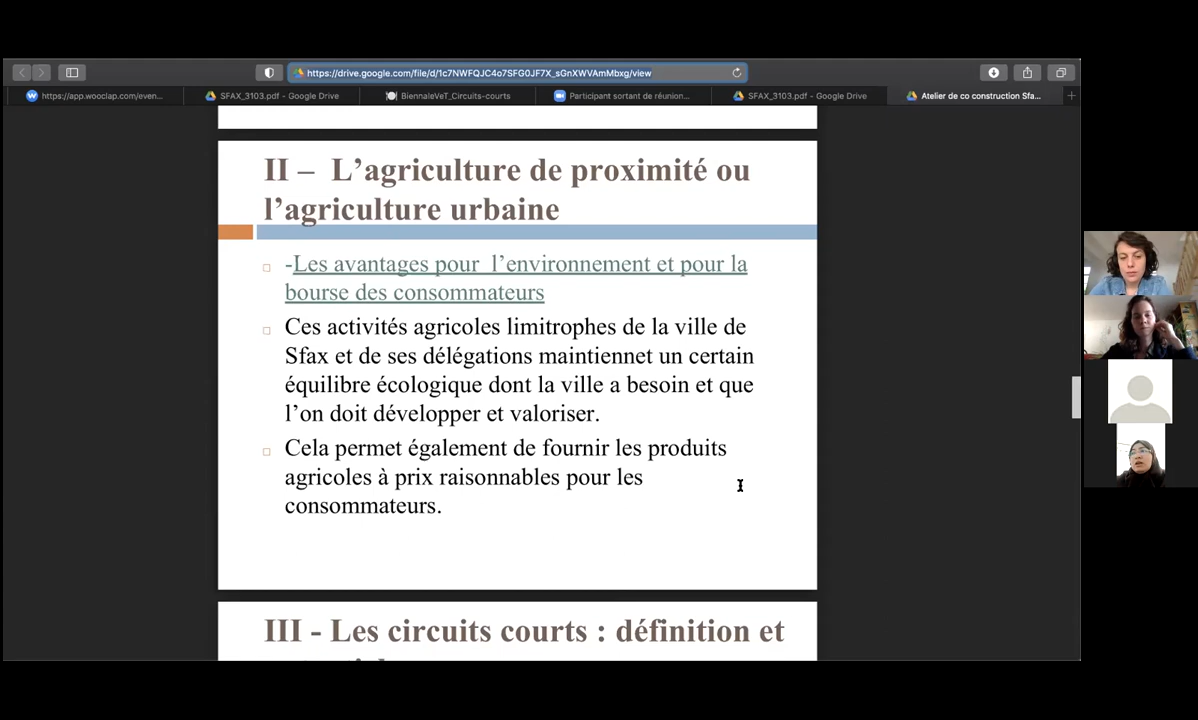 https://drive.google.com/file/d/1c7NWFQJC4o7SFG0JF7X_sGnXWVAmMbxg/view
https://app.wooclap.com/even...
SFAX_3103.pdf - Google Drive
BiennaleVeT_Circuits-courts
Participant sortant de réunion...
SFAX_3103.pdf - Google Drive
Atelier de co construction Sfa...
II – L’agriculture de proximité ou
l’agriculture urbaine
-Les avantages pour l’environnement et pour la
bourse des consommateurs
Ces activités agricoles limitrophes de la ville de
Sfax et de ses délégations maintiennet un certain
équilibre écologique dont la ville a besoin et que
l’on doit développer et valoriser.
Cela permet également de fournir les produits
agricoles à prix raisonnables pour les
consommateurs.
III - Les circuits courts : définition et